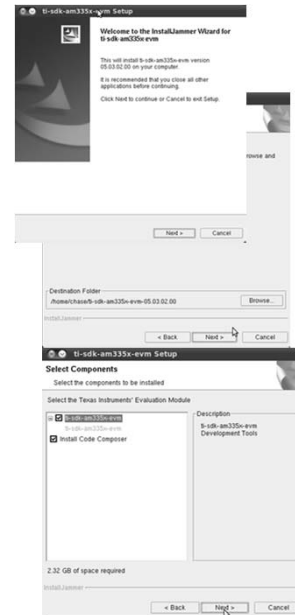 ti-sdk-am335x-evm Setup
Welcome to the InstallJammer Wizard for
ti-sdk-am335x-evm
This will install ti-sdk-am335x-evm version
05.03.02.00 on your computer.
It is recommended that you close all other
applications before continuing.
Click Next to continue or Cancel to exit Setup.
rowse and
Next > Cancel
Destination Folder
/home/chase/ti-sdk-am335x-evm-05.03.02.00 Browse...
InstallJammer
< Back Next > Cancel
ti-sdk-am335x-evm Setup
Select Components
Select the components to be installed
Select the Texas Instruments' Evaluation Module
ti-sdk-am335x-evm
ti-sdk-am335x-evm
Install Code Composer
Description
ti-sdk-am335x-evm
Development Tools
2.32 GB of space required
InstallJammer
< Back Next > Cancel